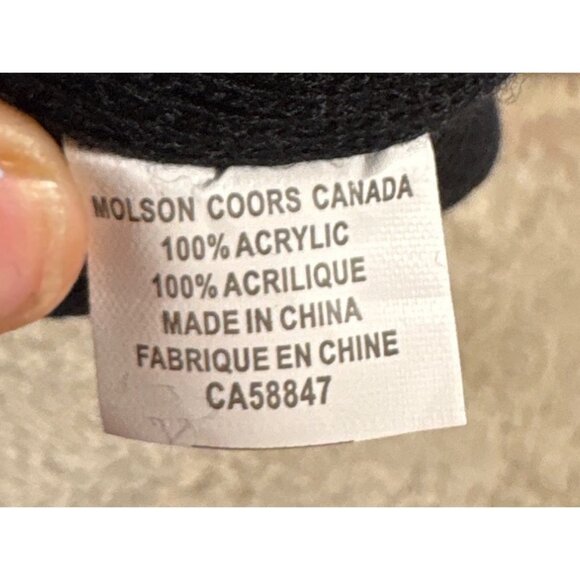 MOLSON COORS CANADA
100% ACRYLIC
100% ACRILIQUE
MADE IN CHINA
FABRIQUE EN CHINE
CA58847